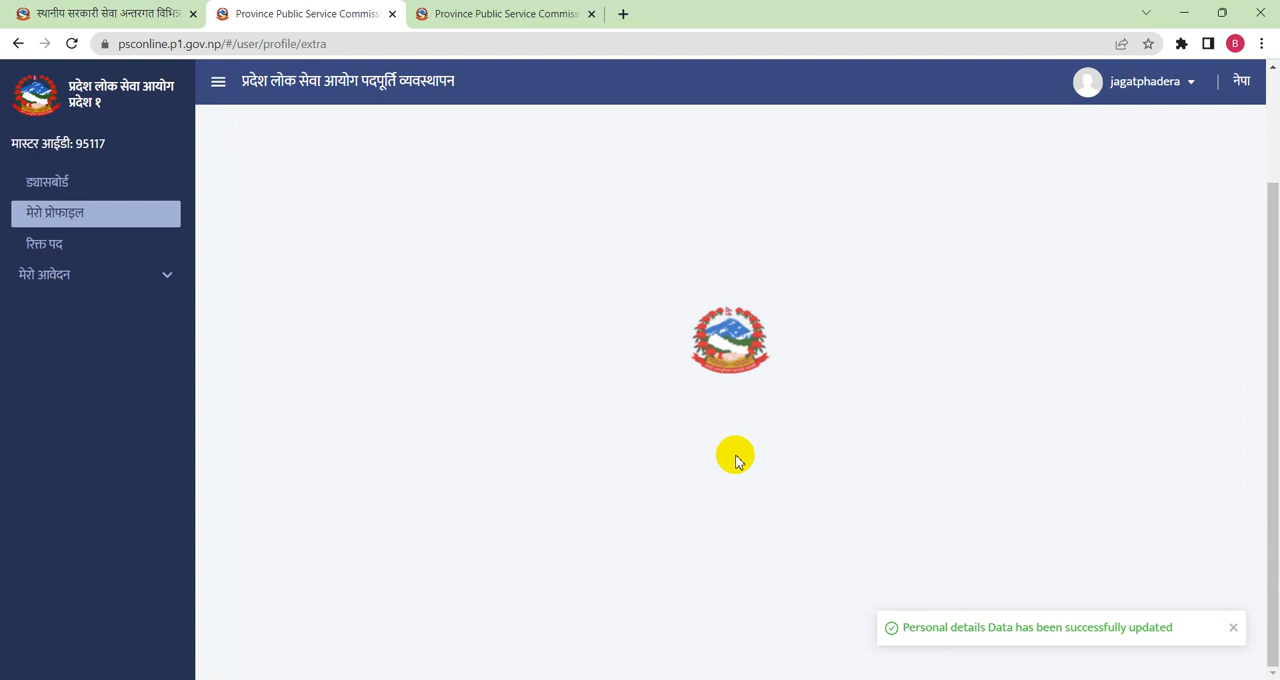 स्थानीय सरकारी सेवा अन्तरगत विभिन्न
Province Public Service Commiss
Province Public Service Commiss
psconline.p1.gov.np/#/user/profile/extra
B
प्रदेश लोक सेवा आयोग
प्रदेश १
प्रदेश लोक सेवा आयोग पदपूर्ति व्यवस्थापन
jagatphadera
नेपा
मास्टर आईडी: 95117
ड्यासबोर्ड
मेरो प्रोफाइल
रिक्त पद
मेरो आवेदन
Personal details Data has been successfully updated